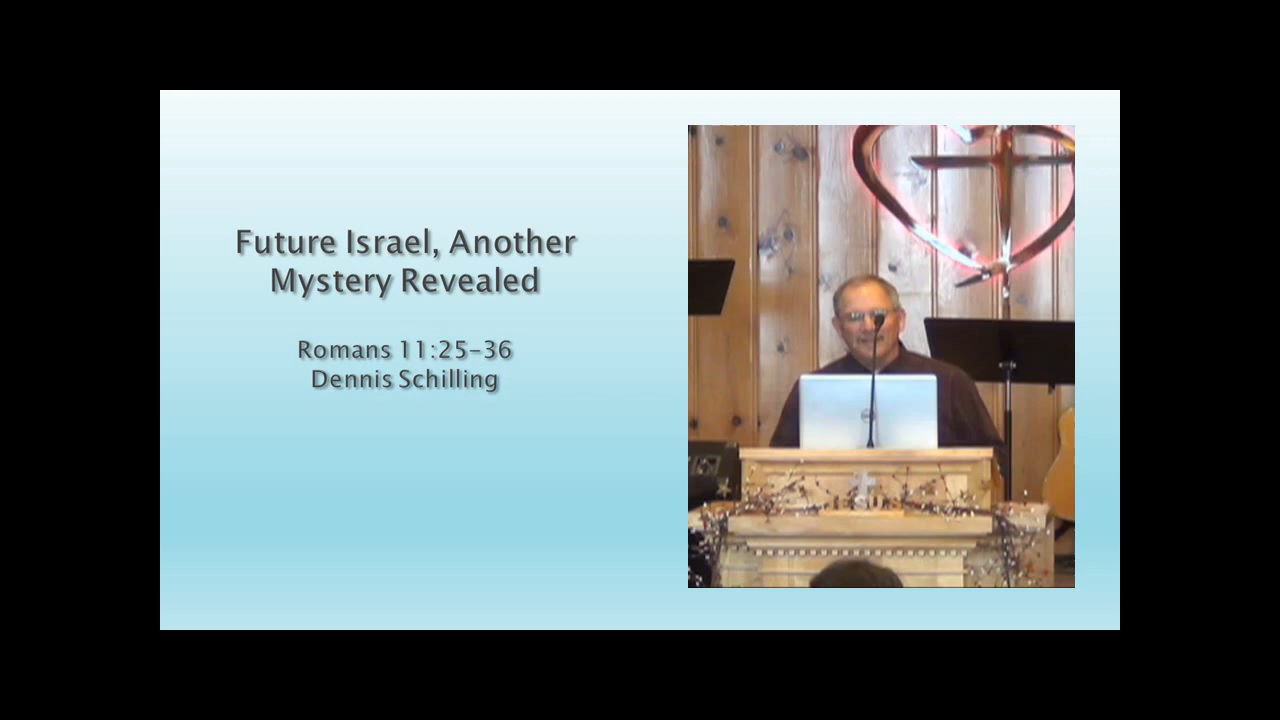 Future Israel, Another
Mystery Revealed
Romans 11:25-36
Dennis Schilling